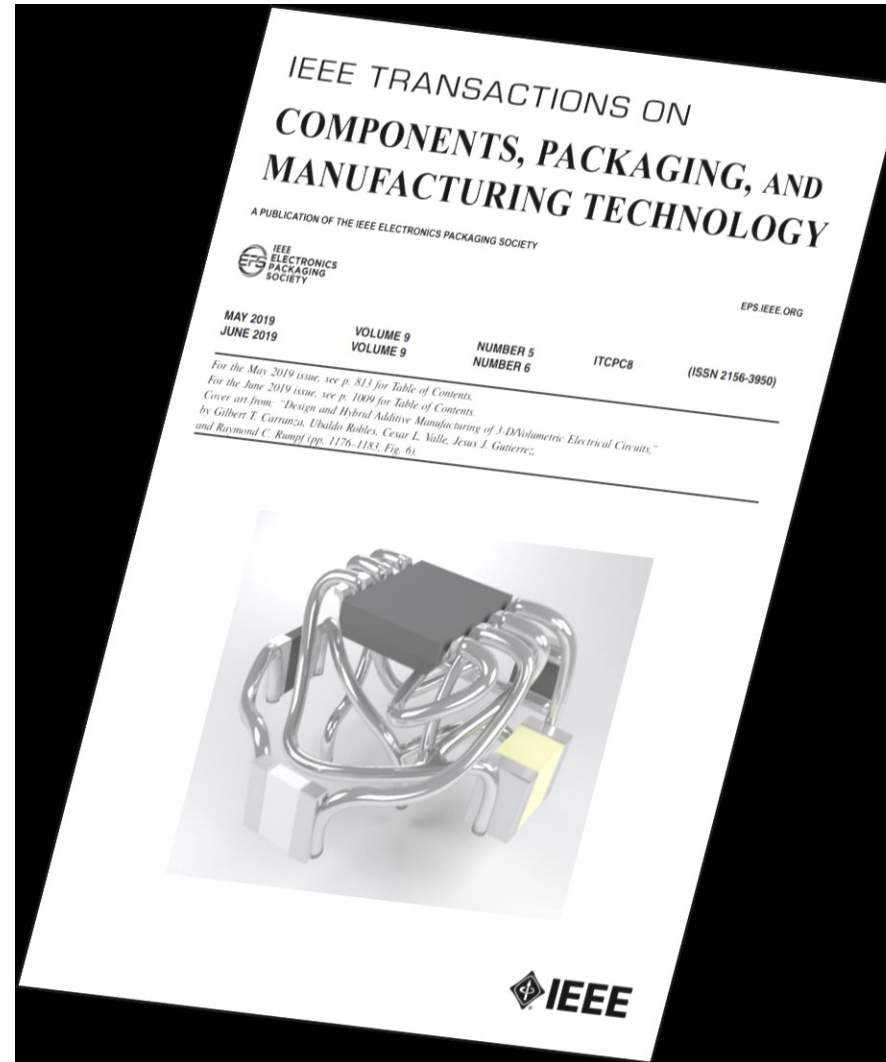 IEEE TRANSACTIONS ON
COMPONENTS, PACKAGING, AND
MANUFACTURING TECHNOLOGY
A PUBLICATION OF THE IEEE ELECTRONICS PACKAGING SOCIETY
EPS
IEEE
ELECTRONICS
PACKAGING
SOCIETY
EPS.IEEE.ORG
MAY 2019 VOLUME 9 NUMBER 5 ITCPC8 (ISSN 2156-3950)
JUNE 2019 VOLUME 9 NUMBER 6
For the May 2019 issue, see p. 813 for Table of Contents.
For the June 2019 issue, see p. 1009 for Table of Contents.
Cover art from: "Design and Hybrid Additive Manufacturing of 3-D/Volumetric Electrical Circuits,"
by Gilbert T. Carranza, Ubaldo Robles, Cesar L. Valle, Jesus J. Gutierrez,
and Raymond C. Rumpf (pp. 1176–1183, Fig. 6).
IEEE